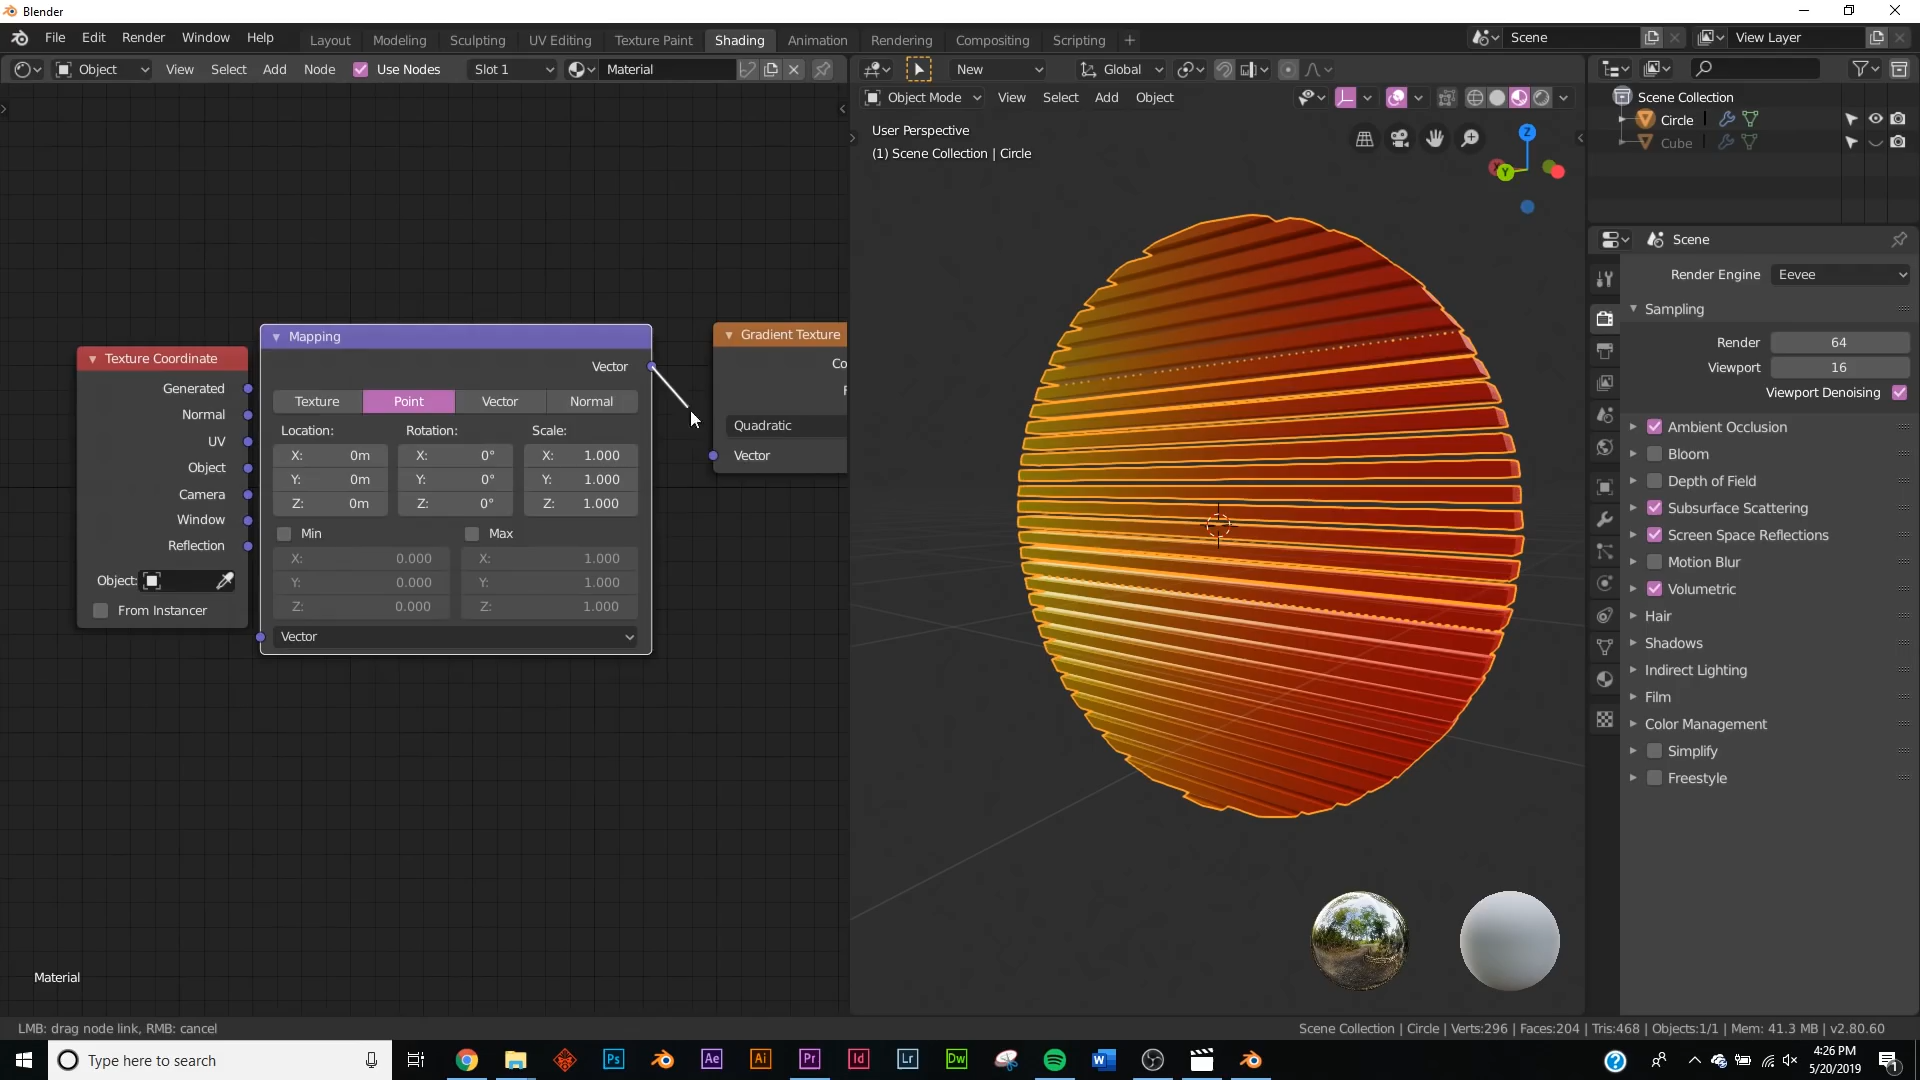 Blender
File Edit Render Window Help Layout Modeling Sculpting UV Editing Texture Paint Shading Animation Rendering Compositing Scripting + Scene View Layer
Object View Select Add Node Use Nodes Slot 1 Material New Global
Object Mode View Select Add Object
User Perspective
(1) Scene Collection | Circle
Z
X
Y
Scene Collection
Circle
Cube
Scene
Render Engine Eevee
Sampling
Render 64
Viewport 16
Viewport Denoising
Ambient Occlusion
Bloom
Depth of Field
Subsurface Scattering
Screen Space Reflections
Motion Blur
Volumetric
Hair
Shadows
Indirect Lighting
Film
Color Management
Simplify
Freestyle
Texture Coordinate
Generated
Normal
UV
Object
Camera
Window
Reflection
Object:
From Instancer
Mapping
Vector
Texture Point Vector Normal
Location: Rotation: Scale:
X: 0m X: 0° X: 1.000
Y: 0m Y: 0° Y: 1.000
Z: 0m Z: 0° Z: 1.000
Min Max
X: 0.000 X: 1.000
Y: 0.000 Y: 1.000
Z: 0.000 Z: 1.000
Vector
Gradient Texture
Co
F
Quadratic
Vector
Material
LMB: drag node link, RMB: cancel
Scene Collection | Circle | Verts:296 | Faces:204 | Tris:468 | Objects:1/1 | Mem: 41.3 MB | v2.80.60
Type here to search
Ps Ae Ai Pr Id Lr Dw W
4:26 PM
5/20/2019
1